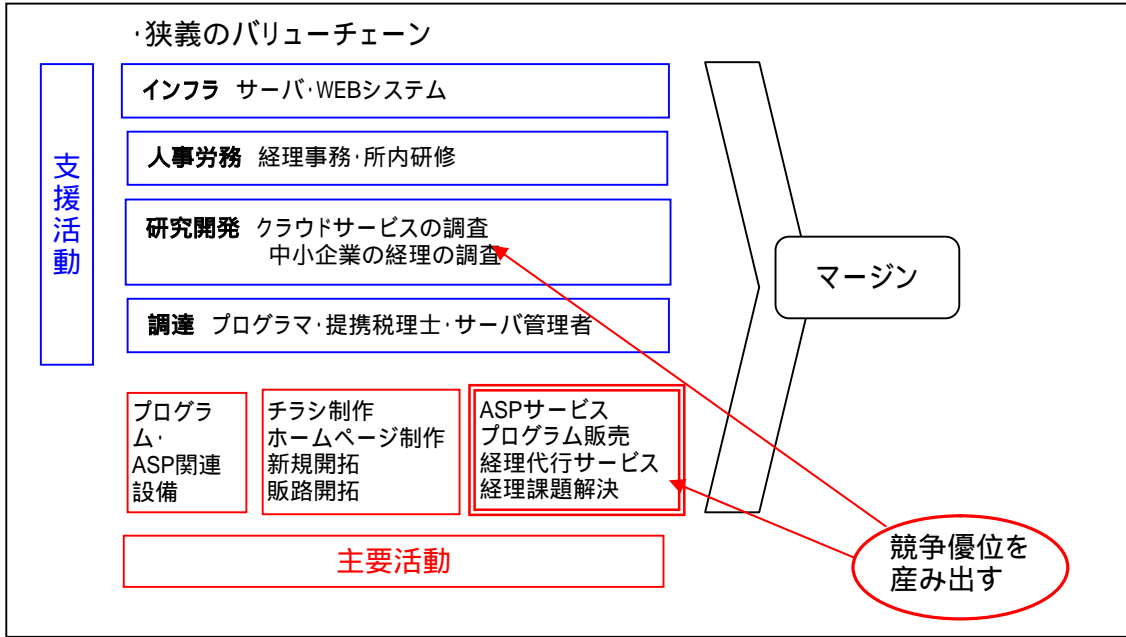 ·狭義のバリューチェーン
支援活動
インフラ サーバ·WEBシステム
人事労務 経理事務·所内研修
研究開発 クラウドサービスの調査
中小企業の経理の調査
調達 プログラマ·提携税理士·サーバ管理者
マージン
プログラ
ム·
ASP関連
設備
チラシ制作
ホームページ制作
新規開拓
販路開拓
ASPサービス
プログラム販売
経理代行サービス
経理課題解決
主要活動
競争優位を
産み出す